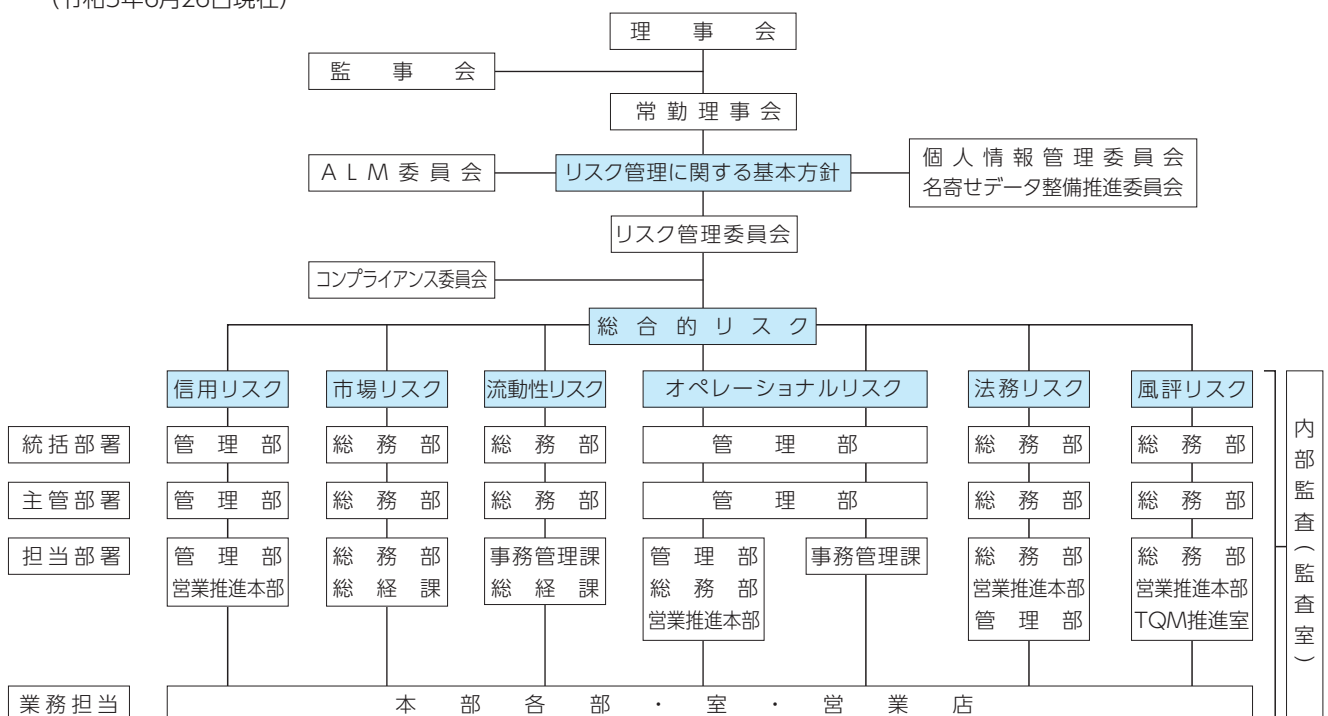 (令和5年6月26日現在)
理事会
監事会
常勤理事会
ALM委員会
リスク管理に関する基本方針
個人情報管理委員会
名寄せデータ整備推進委員会
リスク管理委員会
コンプライアンス委員会
総合的リスク
信用リスク 市場リスク 流動性リスク オペレーショナルリスク 法務リスク 風評リスク
統括部署 管理部 総務部 総務部 管理部 総務部 総務部
主管部署 管理部 総務部 総務部 管理部 総務部 総務部
担当部署 管理部 総務部 事務管理課 管理部 事務管理課 総務部 総務部
営業推進本部 総経課 総経課 総務部 営業推進本部 営業推進本部
営業推進本部 管理部 TQM推進室
業務担当 本部各部・室・営業店
内部監査(監査室)